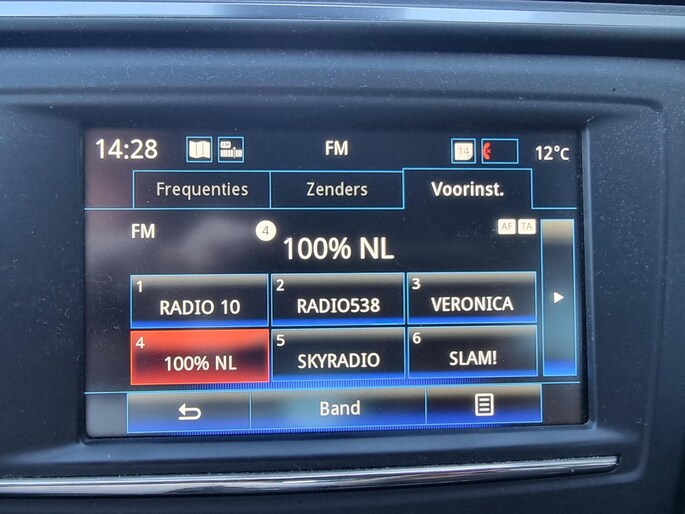 14:28 FM 14 12°C
Frequenties Zenders Voorinst.
FM 4 100% NL AF TA
1 RADIO 10 2 RADIO538 3 VERONICA
4 100% NL 5 SKYRADIO 6 SLAM!
Band